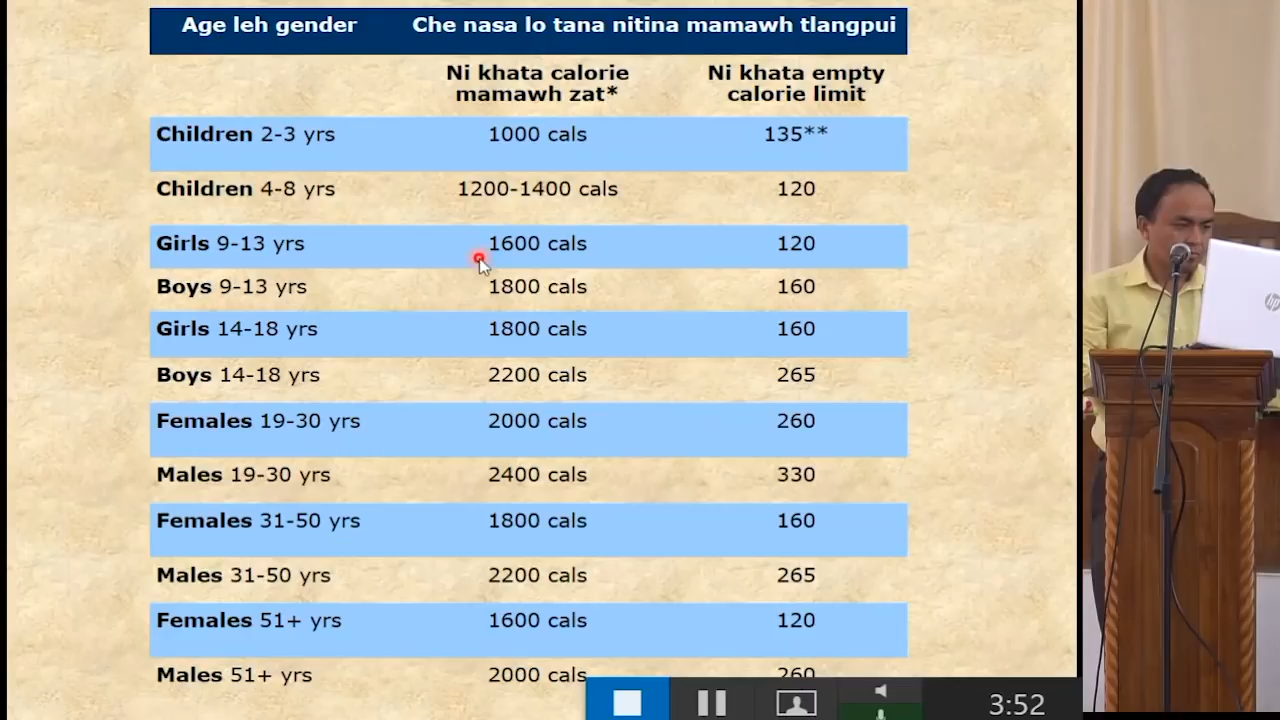 Age leh gender Che nasa lo tana nitina mamawh tlangpui
Ni khata calorie mamawh zat* Ni khata empty calorie limit
Children 2-3 yrs 1000 cals 135**
Children 4-8 yrs 1200-1400 cals 120
Girls 9-13 yrs 1600 cals 120
Boys 9-13 yrs 1800 cals 160
Girls 14-18 yrs 1800 cals 160
Boys 14-18 yrs 2200 cals 265
Females 19-30 yrs 2000 cals 260
Males 19-30 yrs 2400 cals 330
Females 31-50 yrs 1800 cals 160
Males 31-50 yrs 2200 cals 265
Females 51+ yrs 1600 cals 120
Males 51+ yrs 2000 cals 260
3:52
hp